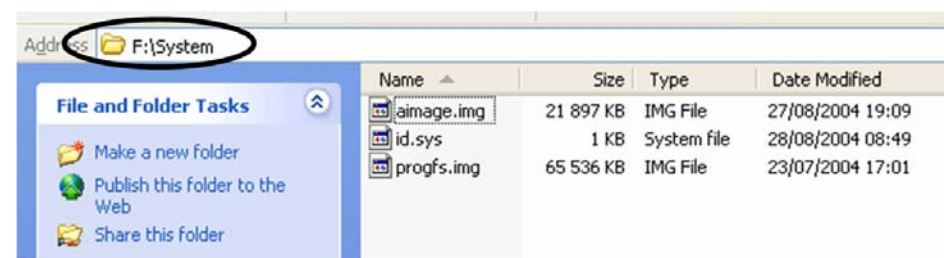 Address F:\System
Name Size Type Date Modified
File and Folder Tasks
aimage.img 21 897 KB IMG File 27/08/2004 19:09
id.sys 1 KB System file 28/08/2004 08:49
progfs.img 65 536 KB IMG File 23/07/2004 17:01
Make a new folder
Publish this folder to the
Web
Share this folder